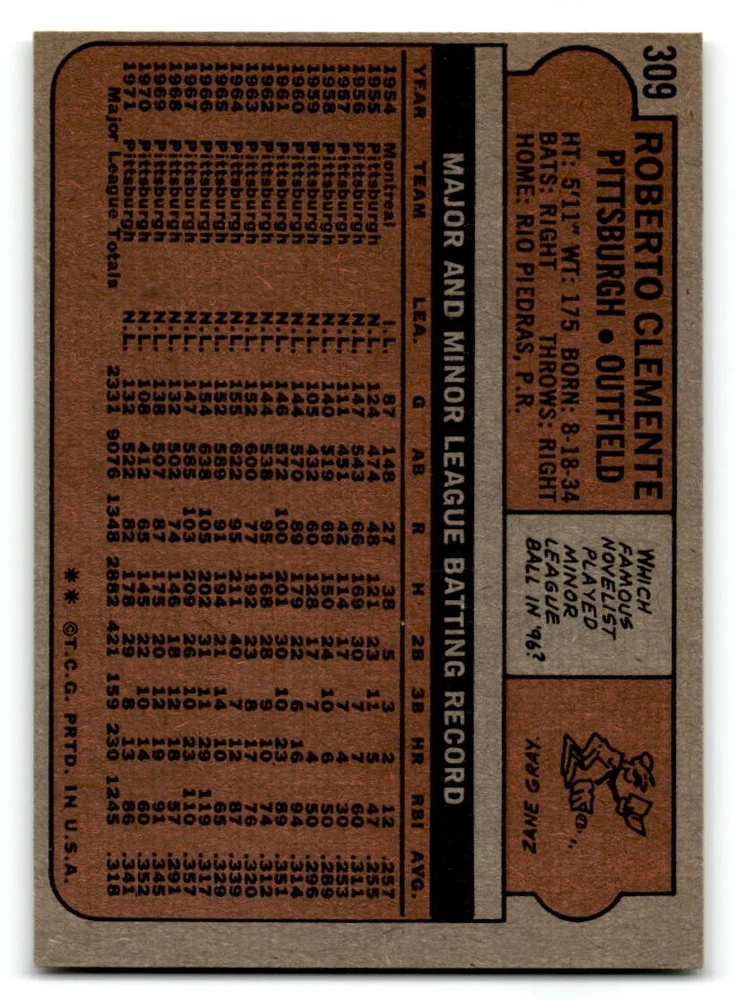 309
ROBERTO CLEMENTE
PITTSBURGH • OUTFIELD
HT: 5'11" WT: 175 BORN: 8-18-34
BATS: RIGHT THROWS: RIGHT
HOME: RIO PIEDRAS, P.R.
WHICH
FAMOUS
NOVELIST
PLAYED
MINOR
LEAGUE
BALL IN '96?
ZANE GRAY.
MAJOR AND MINOR LEAGUE BATTING RECORD
YEAR TEAM LEA. G AB R H 2B 3B HR RBI AVG.
1954 Montreal I.L. 87 148 27 38 5 3 2 12 .257
1955 Pittsburgh N.L. 124 474 48 121 23 11 5 47 .255
1956 Pittsburgh N.L. 147 543 66 169 30 7 7 60 .311
1957 Pittsburgh N.L. 111 451 42 114 17 7 4 30 .253
1958 Pittsburgh N.L. 140 519 69 150 24 10 6 50 .289
1959 Pittsburgh N.L. 105 432 60 128 17 7 4 50 .296
1960 Pittsburgh N.L. 144 570 89 179 22 6 16 94 .314
1961 Pittsburgh N.L. 146 572 100 201 30 10 23 89 .351
1962 Pittsburgh N.L. 144 538 95 168 28 9 10 74 .312
1963 Pittsburgh N.L. 152 600 77 192 23 8 17 76 .320
1964 Pittsburgh N.L. 155 622 95 211 40 7 12 87 .339
1965 Pittsburgh N.L. 152 589 91 194 21 14 10 65 .329
1966 Pittsburgh N.L. 154 638 105 202 31 11 29 119 .317
1967 Pittsburgh N.L. 147 585 103 209 26 10 23 110 .357
1968 Pittsburgh N.L. 132 502 74 146 18 12 18 57 .291
1969 Pittsburgh N.L. 138 507 87 175 20 12 19 91 .345
1970 Pittsburgh N.L. 108 412 65 145 22 10 14 60 .352
1971 Pittsburgh N.L. 132 522 82 178 29 8 13 86 .341
Major League Totals 2331 9076 1348 2882 421 159 230 1245 .318
** ©T.C.G. PRTD. IN U.S.A.